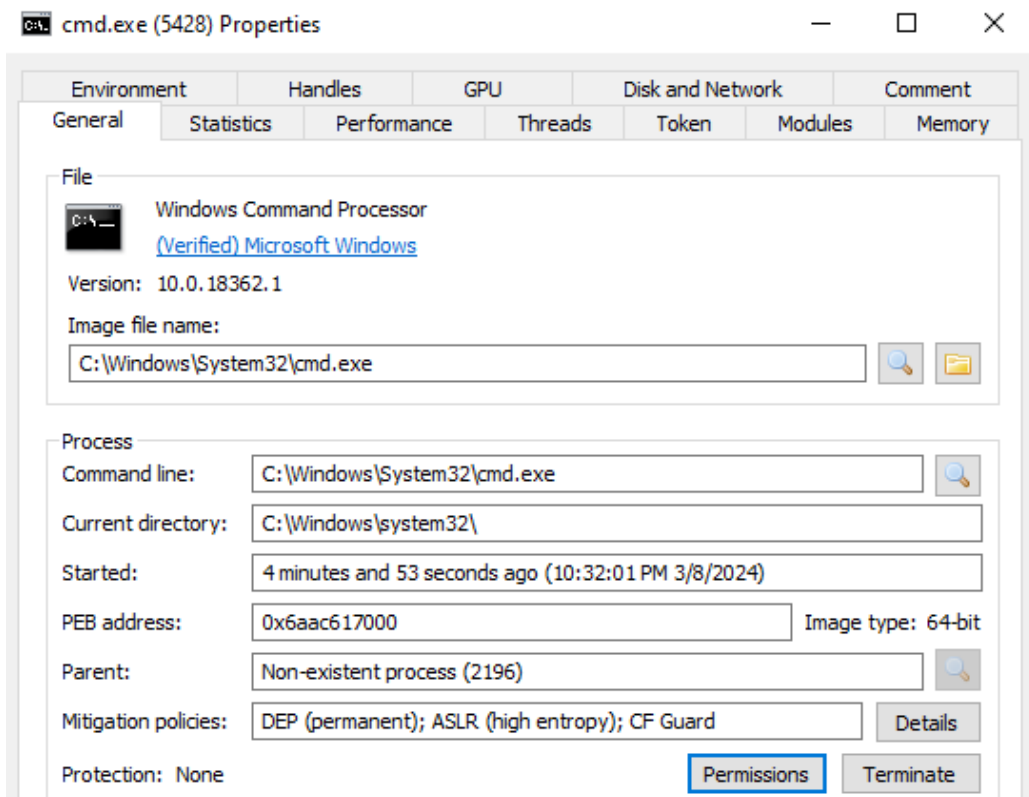 cmd.exe (5428) Properties
Environment Handles GPU Disk and Network Comment
General Statistics Performance Threads Token Modules Memory
File
C:\
Windows Command Processor
(Verified) Microsoft Windows
Version: 10.0.18362.1
Image file name:
C:\Windows\System32\cmd.exe
Process
Command line: C:\Windows\System32\cmd.exe
Current directory: C:\Windows\system32\
Started: 4 minutes and 53 seconds ago (10:32:01 PM 3/8/2024)
PEB address: 0x6aac617000 Image type: 64-bit
Parent: Non-existent process (2196)
Mitigation policies: DEP (permanent); ASLR (high entropy); CF Guard Details
Protection: None Permissions Terminate